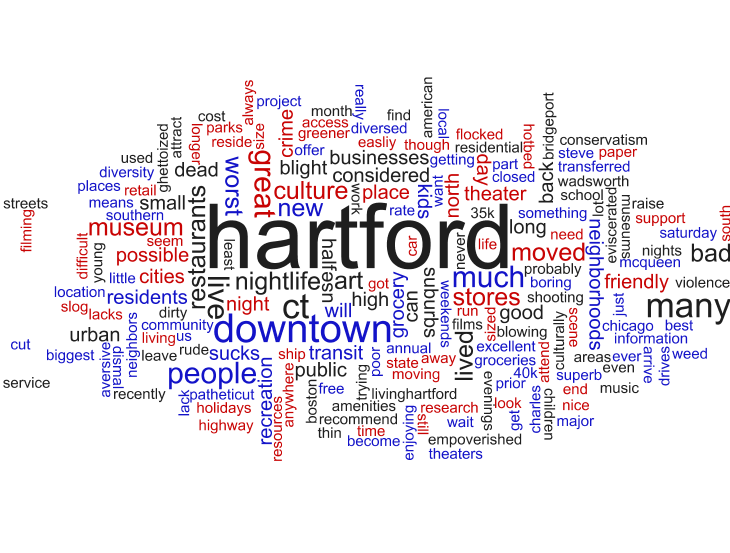 hartford
downtown
people
many
ct
live
much
great
worst
new
culture
museum
restaurants
nightlife
art
stores
moved
lived
bad
crime
cost
project
always
parks
longer
reside
size
access
greener
month
offer
blight
really
diversed
easliy
find
american
local
though
flocked
residential
businesses
considered
getting
day
part
closed
hotbed
bridgeport
back
conservatism
steve
paper
transferred
wadsworth
school
lot
something
used
diversity
places
retail
ghettoized
attract
dead
means
small
southern
streets
filming
difficult
seem
possible
young
little
cities
location
residents
slog
lacks
dirty
urban
community
living
us
neighbors
cut
biggest
aversive
dismal
leave
rude
sucks
service
recently
lack
patheticut
holidays
highway
night
least
halfassn
work
place
rate
kids
want
north
theater
35k
long
never
life
car
need
neighborhoods
eviscerated
museums
raise
support
saturday
south
nights
mcqueen
probably
boring
friendly
violence
shooting
got
high
will
grocery
can
suburbs
weekends
run
sized
good
films
blowing
culturally
scene
just
chicago
best
information
excellent
groceries
areas
ever
even
arrive
drives
weed
40k
attend
superb
prior
end
nice
music
major
children
charles
get
look
evenings
wait
research
still
enjoying
empoverished
theaters
livinghartford
moving
away
state
annual
poor
transit
ship
public
trying
free
boston
anywhere
resources
recreation
amenities
recommend
thin
time
become